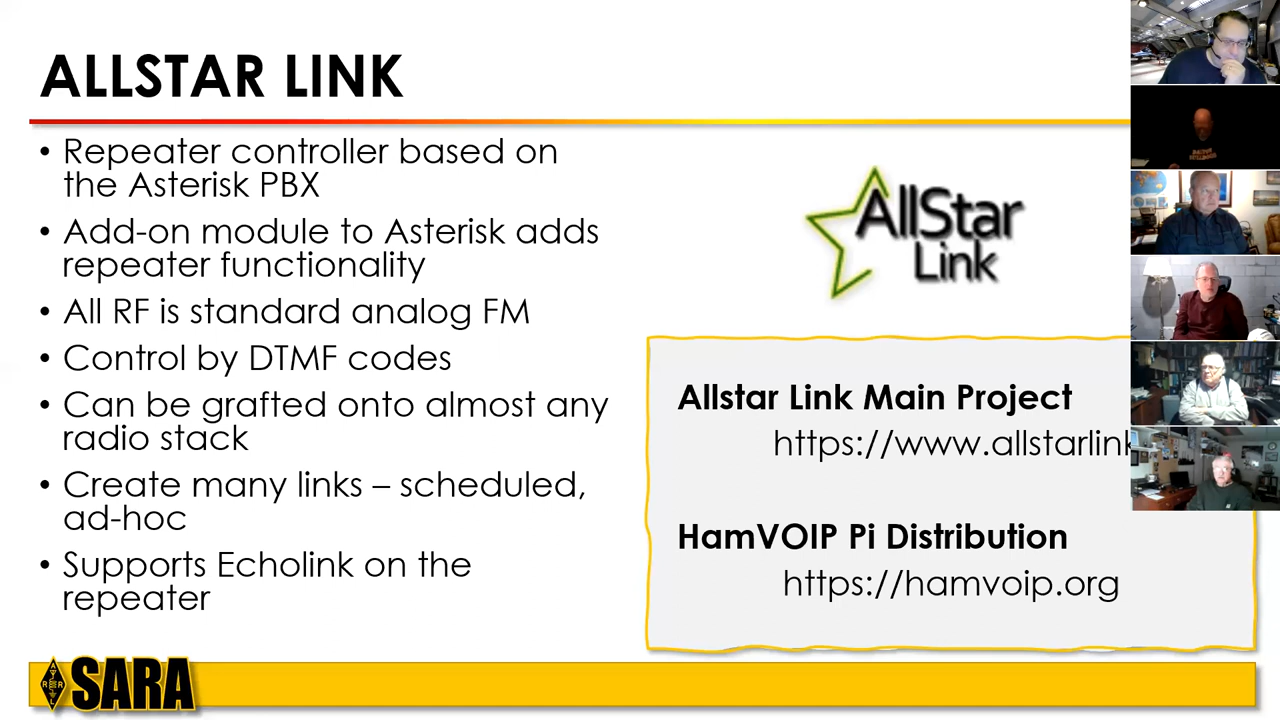 ALLSTAR LINK
• Repeater controller based on
the Asterisk PBX
• Add-on module to Asterisk adds
repeater functionality
• All RF is standard analog FM
• Control by DTMF codes
• Can be grafted onto almost any
radio stack
• Create many links – scheduled,
ad-hoc
• Supports Echolink on the
repeater
AllStar
Link
Allstar Link Main Project
https://www.allstarlink
HamVOIP Pi Distribution
https://hamvoip.org
SARA